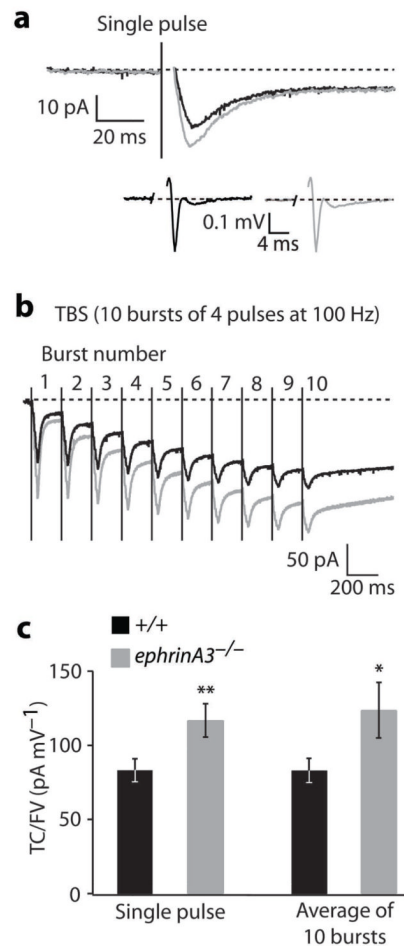 a
Single pulse
10 pA
20 ms
0.1 mV
4 ms
b TBS (10 bursts of 4 pulses at 100 Hz)
Burst number
1 2 3 4 5 6 7 8 9 10
50 pA
200 ms
c
+/+
ephrinA3−/−
TC/FV (pA mV−1)
150
100
50
0
**
*
Single pulse
Average of
10 bursts